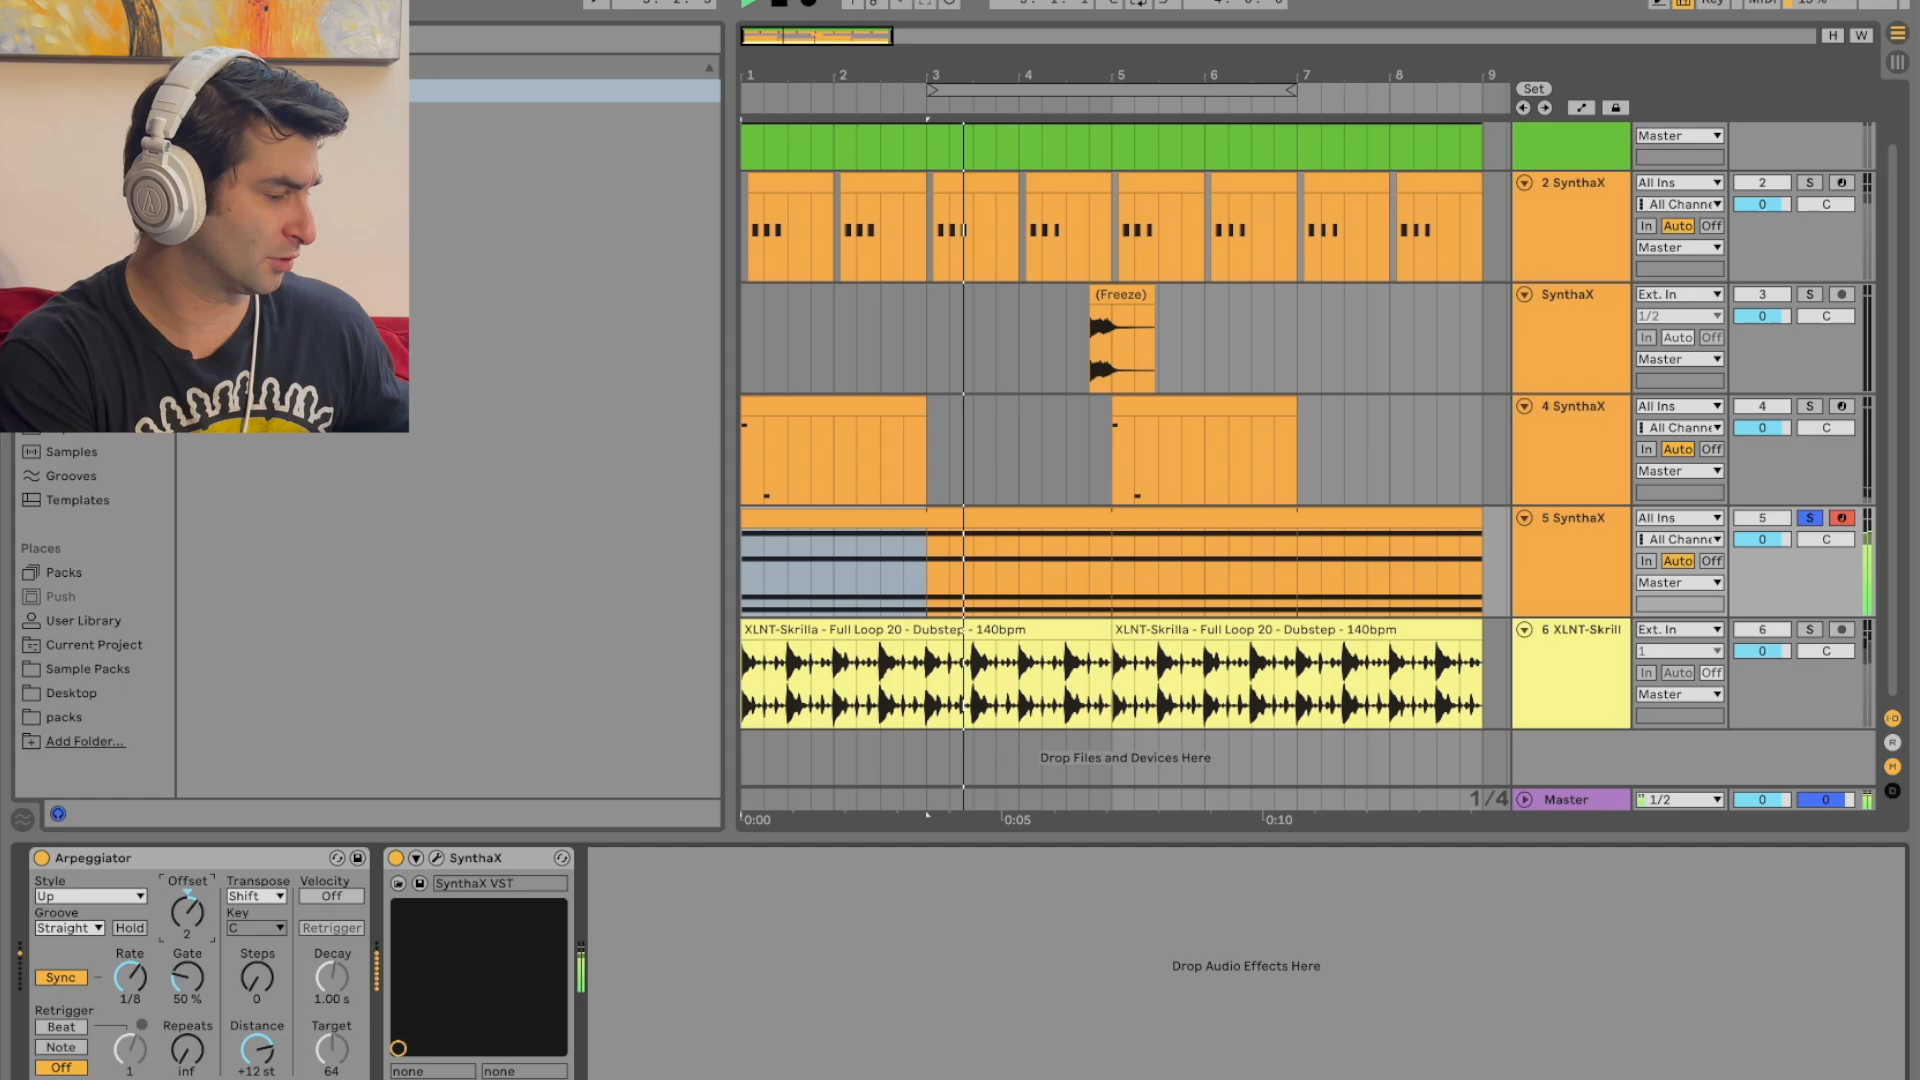 H W
1 2 3 4 5 6 7 8 9
Set
Master
2 SynthaX All Ins 2 S
All Channe 0 C
In Auto Off
Master
(Freeze) SynthaX Ext. In 3 S
1/2 0 C
In Auto Off
Master
4 SynthaX All Ins 4 S
All Channe 0 C
In Auto Off
Master
5 SynthaX All Ins 5 S
All Channe 0 C
In Auto Off
Master
XLNT-Skrilla - Full Loop 20 - Dubstep - 140bpm XLNT-Skrilla - Full Loop 20 - Dubstep - 140bpm 6 XLNT-Skrill Ext. In 6 S
1 0 C
In Auto Off
Master
Drop Files and Devices Here
1/4 Master 1/2 0 0
0:00 0:05 0:10
Samples
Grooves
Templates
Places
Packs
Push
User Library
Current Project
Sample Packs
Desktop
packs
Add Folder...
I·O
R
M
D
Arpeggiator
Style Offset Transpose Velocity
Up Shift Off
Groove Key
Straight Hold 2 C Retrigger
Rate Gate Steps Decay
Sync
1/8 50 % 0 1.00 s
Retrigger
Beat Repeats Distance Target
Note
Off 1 inf +12 st 64
SynthaX
SynthaX VST
none none
Drop Audio Effects Here